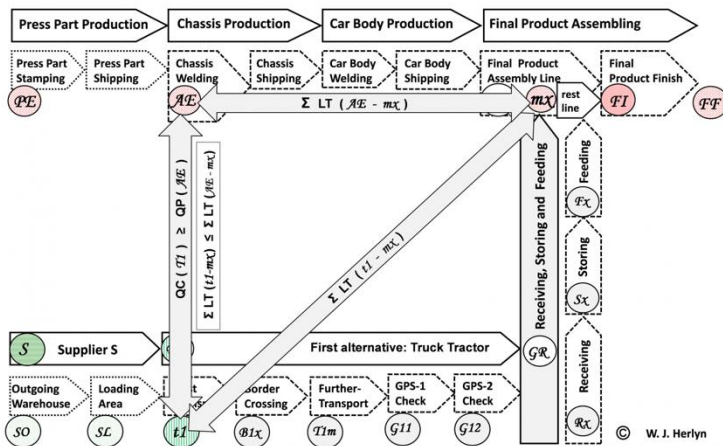 Press Part Production
Chassis Production
Car Body Production
Final Product Assembling
Press Part
Stamping
Press Part
Shipping
Chassis
Welding
Chassis
Shipping
Car Body
Welding
Car Body
Shipping
Final Product
Assembly Line
rest
line
Final
Product Finish
PE
AE
Σ LT (AE - mx)
mx
FI
FF
QC (T1) ≥ QP (AE)
Σ LT (t1-mx) ≤ Σ LT (AE-mx)
Σ LT (t1 - mx)
Receiving, Storing and Feeding
Feeding
Fx
Storing
Sx
Receiving
Rx
S
Supplier S
First alternative: Truck Tractor
GR
Outgoing
Warehouse
Loading
Area
Border
Crossing
Further-
Transport
GPS-1
Check
GPS-2
Check
SO
SL
t1
B1x
T1m
G11
G12
© W. J. Herlyn